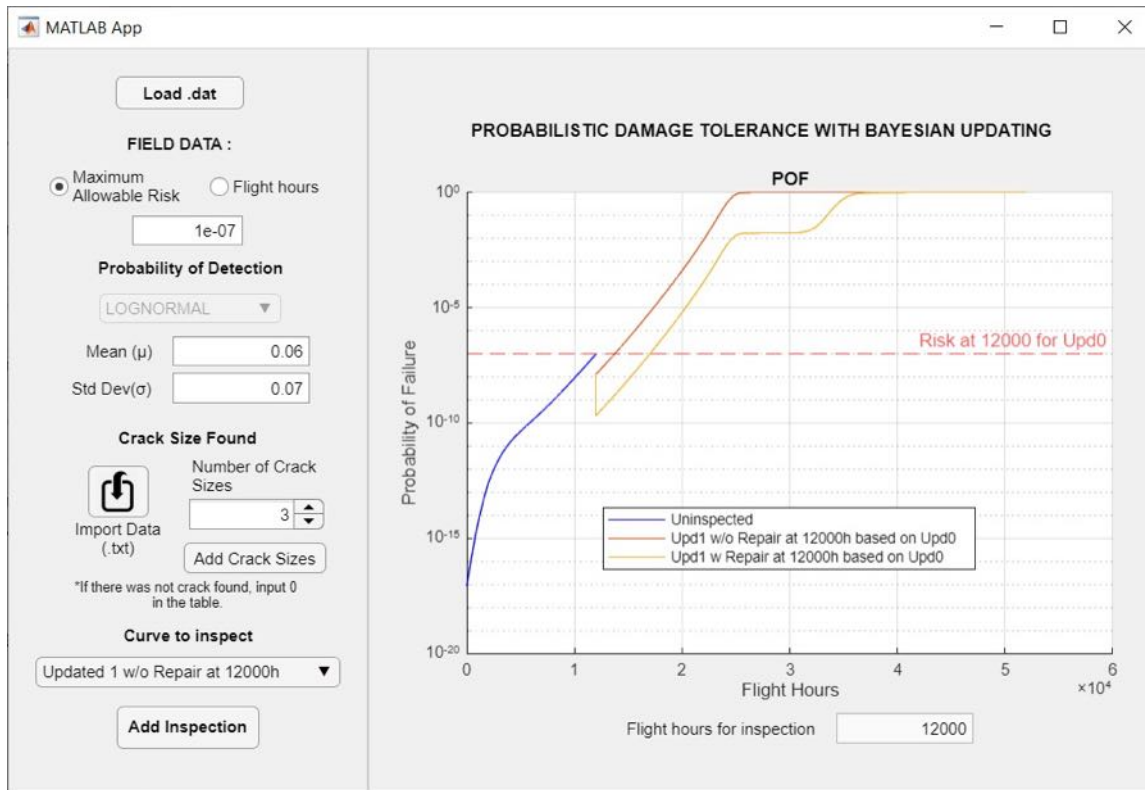 MATLAB App
Load .dat
FIELD DATA :
Maximum
Allowable Risk
Flight hours
1e-07
Probability of Detection
LOGNORMAL
Mean (μ)
0.06
Std Dev(σ)
0.07
Crack Size Found
Number of Crack
Sizes
3
Import Data
(.txt)
Add Crack Sizes
*If there was not crack found, input 0
in the table.
Curve to inspect
Updated 1 w/o Repair at 12000h
Add Inspection
PROBABILISTIC DAMAGE TOLERANCE WITH BAYESIAN UPDATING
POF
10⁰
10⁻⁵
10⁻¹⁰
10⁻¹⁵
10⁻²⁰
Probability of Failure
Risk at 12000 for Upd0
Uninspected
Upd1 w/o Repair at 12000h based on Upd0
Upd1 w Repair at 12000h based on Upd0
0 1 2 3 4 5 6
Flight Hours
×10⁴
Flight hours for inspection
12000